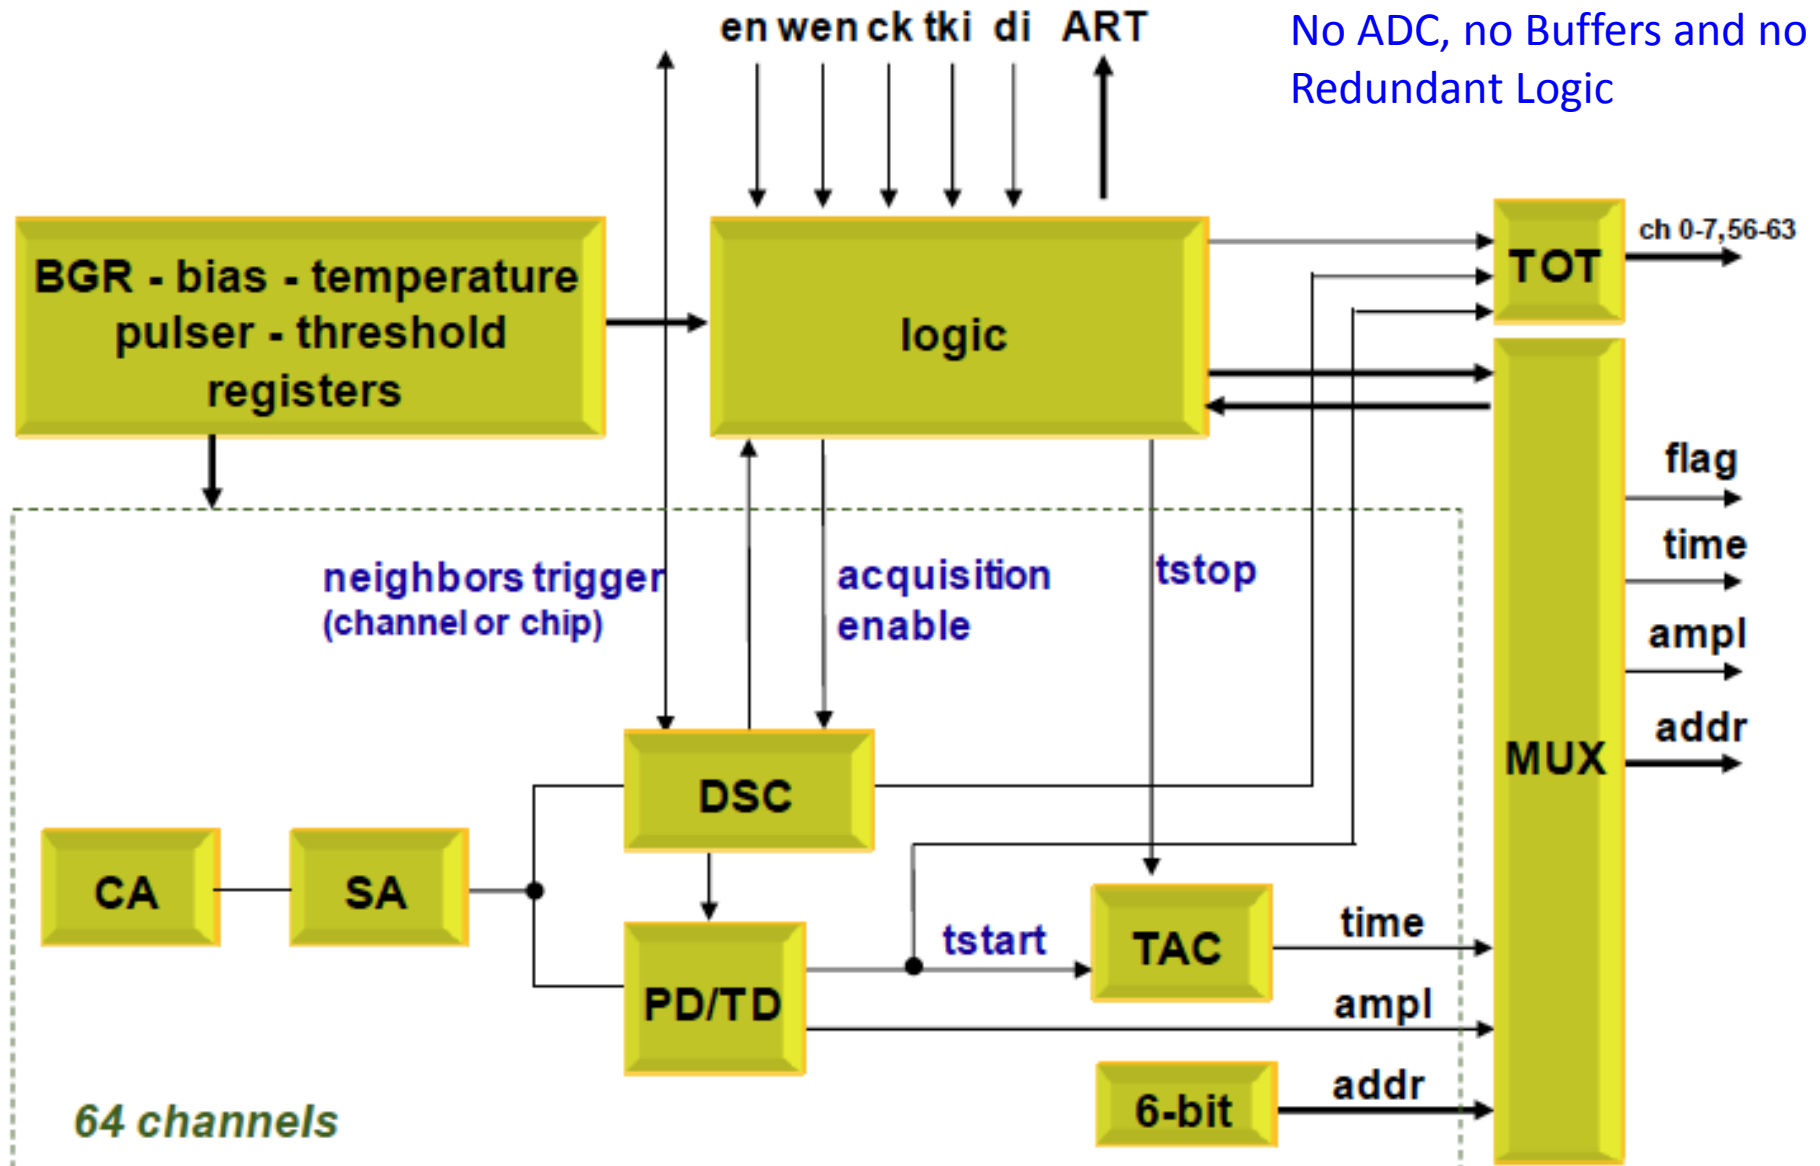 en wen ck tki di ART
No ADC, no Buffers and no
Redundant Logic
BGR - bias - temperature
pulser - threshold
registers
logic
TOT
ch 0-7,56-63
flag
time
ampl
addr
MUX
neighbors trigger
(channel or chip)
acquisition
enable
tstop
DSC
CA
SA
PD/TD
tstart
TAC
time
ampl
6-bit
addr
64 channels